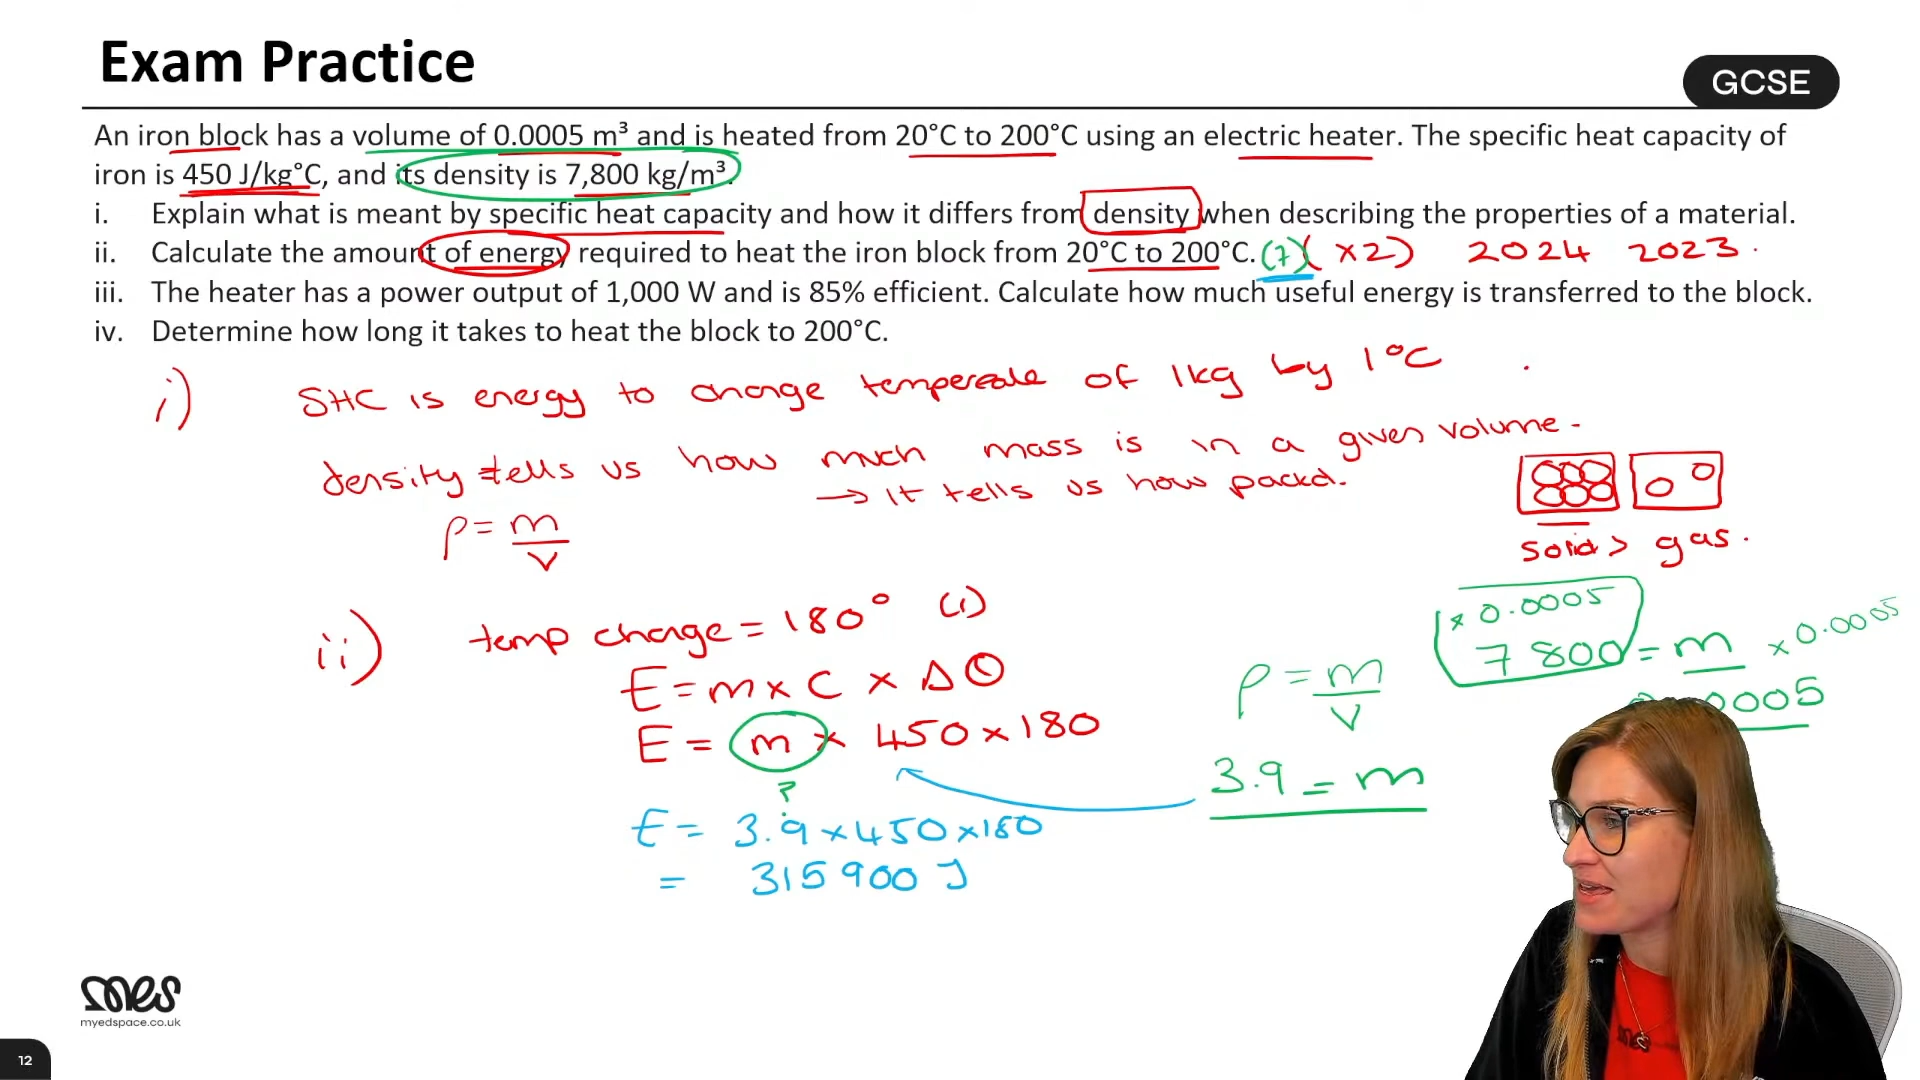 Exam Practice
GCSE
An iron block has a volume of 0.0005 m³ and is heated from 20°C to 200°C using an electric heater. The specific heat capacity of
iron is 450 J/kg°C, and its density is 7,800 kg/m³.
i. Explain what is meant by specific heat capacity and how it differs from density when describing the properties of a material.
ii. Calculate the amount of energy required to heat the iron block from 20°C to 200°C. (7) (×2) 2024 2023.
iii. The heater has a power output of 1,000 W and is 85% efficient. Calculate how much useful energy is transferred to the block.
iv. Determine how long it takes to heat the block to 200°C.
i) SHC is energy to change temperature of 1kg by 1°C
density tells us how much mass is in a given volume.
→ It tells us how packd.
ρ = m
v
solid > gas.
ii) temp change = 180° (1)
E = m × C × Δθ
E = m × 450 × 180
?
E = 3.9 × 450 × 180
= 315 900 J
× 0.0005
7 800 = m × 0.0005
0005
ρ = m
v
3.9 = m
mes
myedspace.co.uk
12